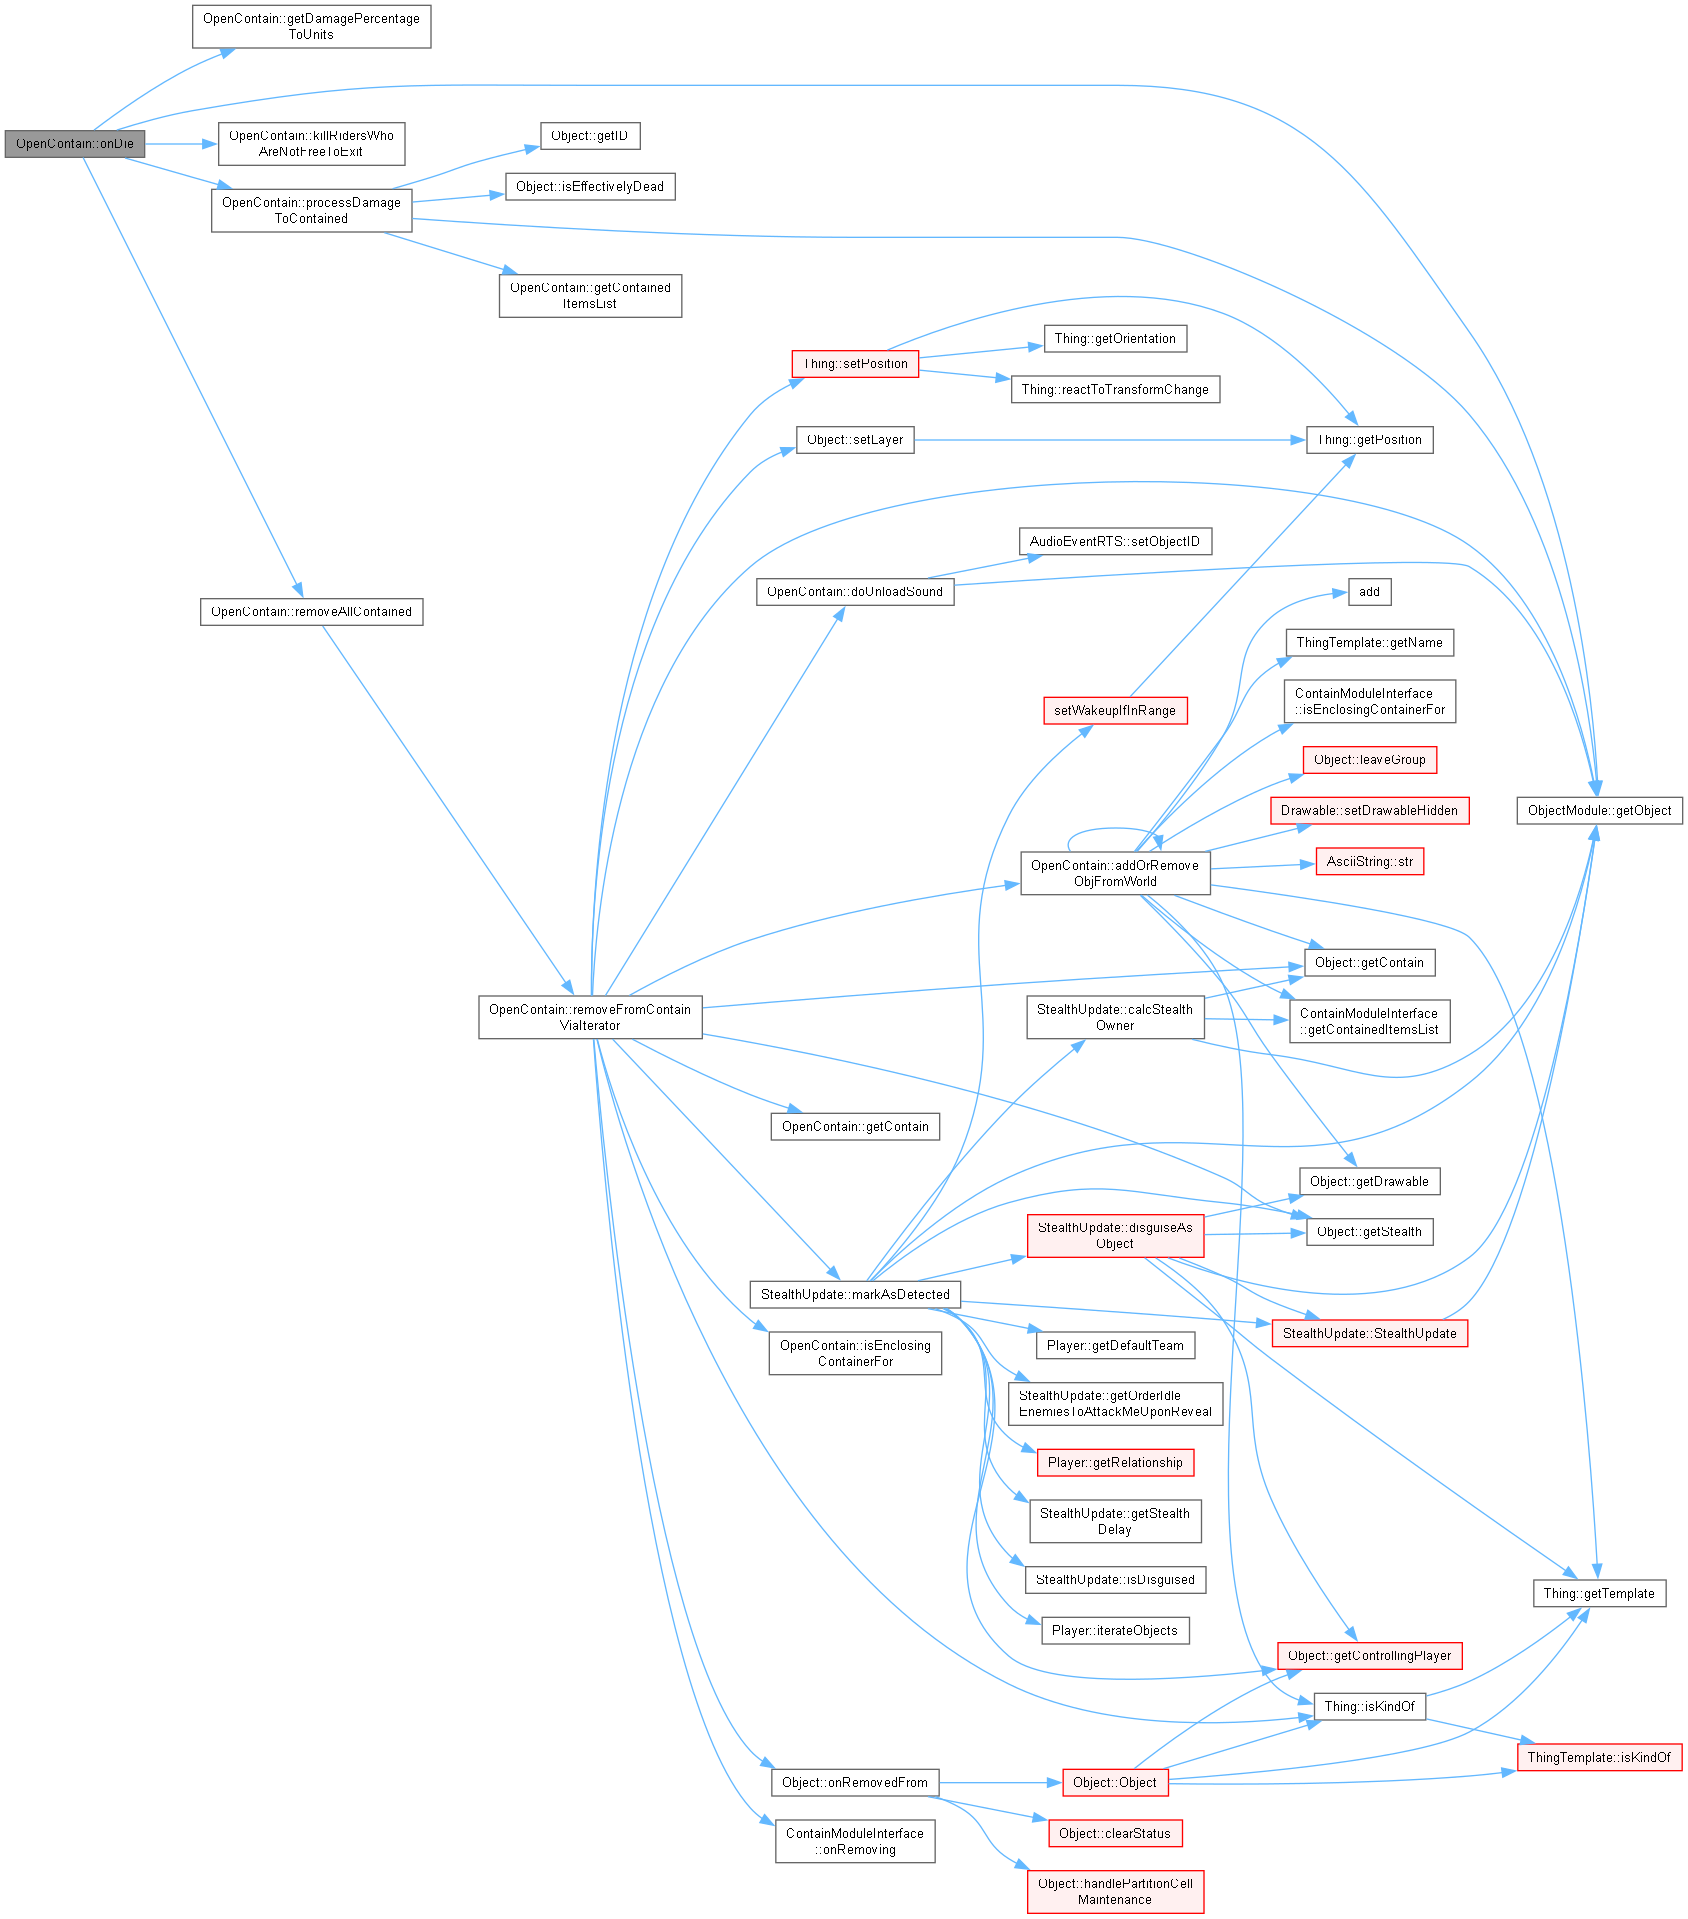 OpenContain::getDamagePercentage
ToUnits
OpenContain::onDie
OpenContain::killRidersWho
AreNotFreeToExit
Object::getID
Object::isEffectivelyDead
OpenContain::processDamage
ToContained
OpenContain::getContained
ItemsList
Thing::setPosition
Thing::getOrientation
Thing::reactToTransformChange
Object::setLayer
Thing::getPosition
AudioEventRTS::setObjectID
OpenContain::doUnloadSound
add
OpenContain::removeAllContained
ThingTemplate::getName
ContainModuleInterface
::isEnclosingContainerFor
setWakeupIfInRange
Object::leaveGroup
Drawable::setDrawableHidden
ObjectModule::getObject
AsciiString::str
OpenContain::addOrRemove
ObjFromWorld
Object::getContain
OpenContain::removeFromContain
ViaIterator
StealthUpdate::calcStealth
Owner
ContainModuleInterface
::getContainedItemsList
OpenContain::getContain
Object::getDrawable
StealthUpdate::disguiseAs
Object
Object::getStealth
StealthUpdate::markAsDetected
StealthUpdate::StealthUpdate
OpenContain::isEnclosing
ContainerFor
Player::getDefaultTeam
StealthUpdate::getOrderIdle
EnemiesToAttackMeUponReveal
Player::getRelationship
StealthUpdate::getStealth
Delay
StealthUpdate::isDisguised
Thing::getTemplate
Player::iterateObjects
Object::getControllingPlayer
Thing::isKindOf
ThingTemplate::isKindOf
Object::onRemovedFrom
Object::Object
ContainModuleInterface
::onRemoving
Object::clearStatus
Object::handlePartitionCell
Maintenance